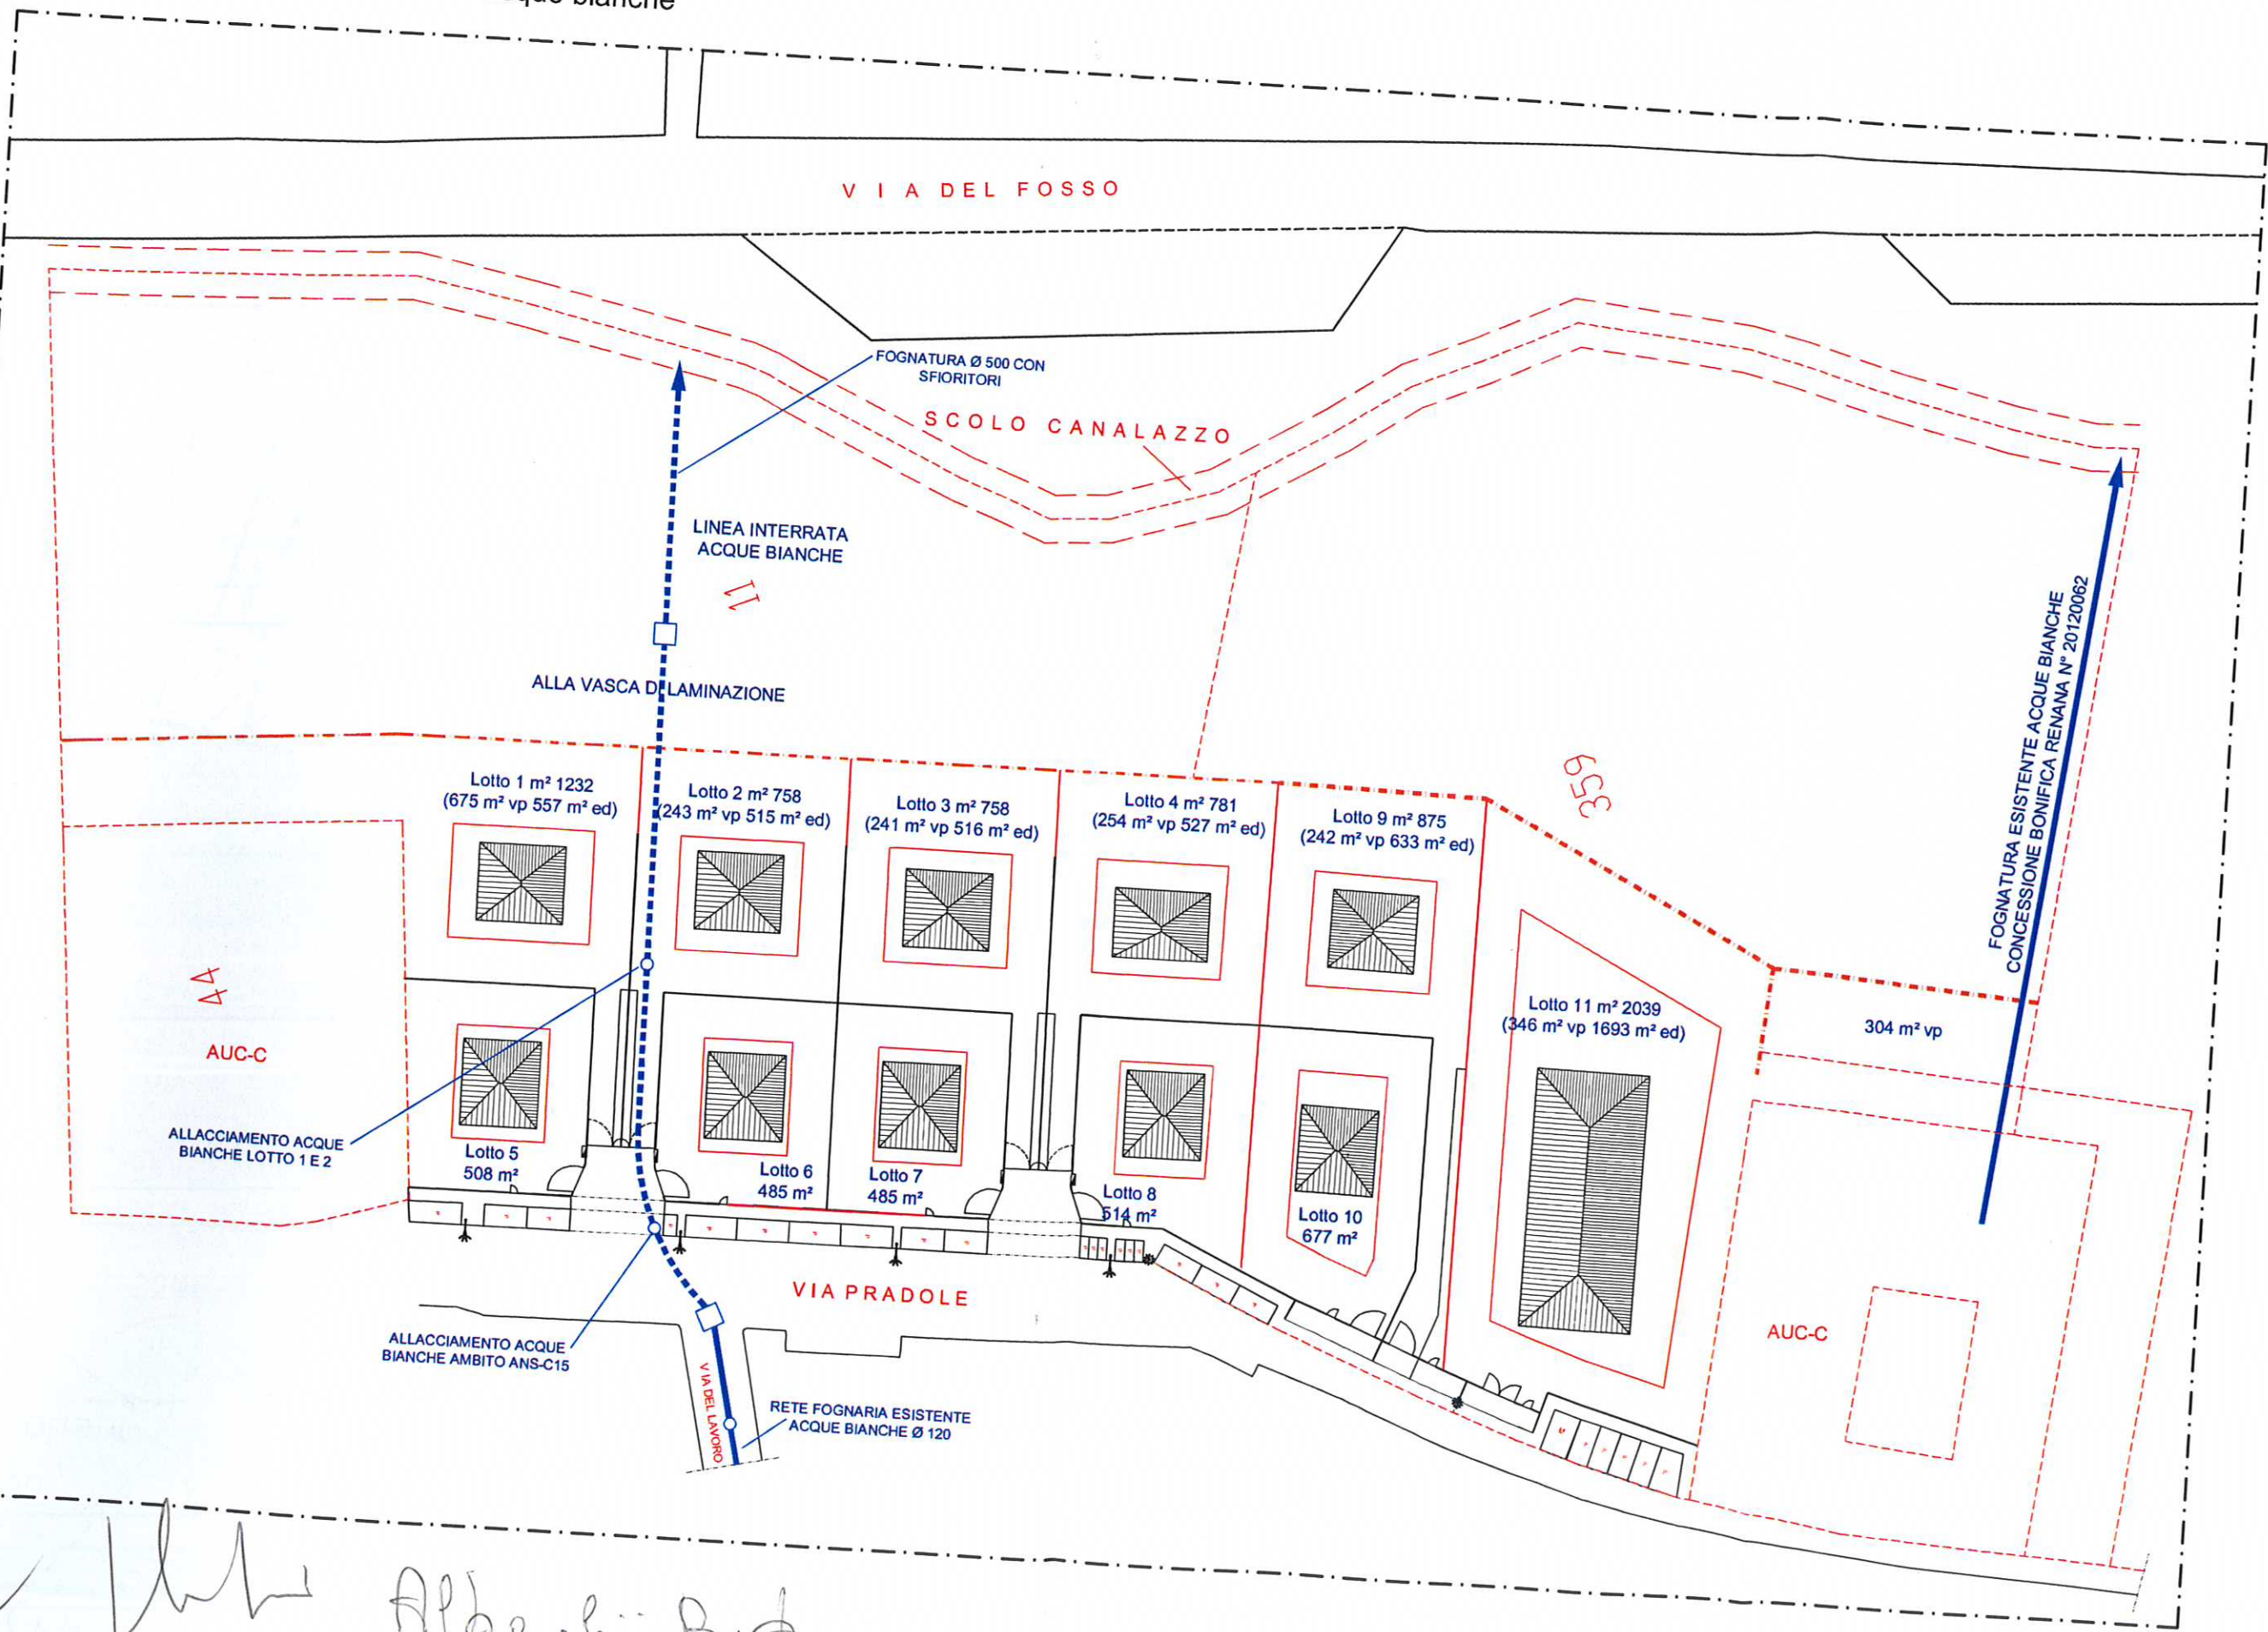 acque bianche
VIA DEL FOSSO
FOGNATURA Ø 500 CON
SFIORITORI
SCOLO CANALAZZO
LINEA INTERRATA
ACQUE BIANCHE
11
ALLA VASCA DI LAMINAZIONE
FOGNATURA ESISTENTE ACQUE BIANCHE
CONCESSIONE BONIFICA RENANA N° 20120062
359
Lotto 1 m² 1232
(675 m² vp 557 m² ed)
Lotto 2 m² 758
(243 m² vp 515 m² ed)
Lotto 3 m² 758
(241 m² vp 516 m² ed)
Lotto 4 m² 781
(254 m² vp 527 m² ed)
Lotto 9 m² 875
(242 m² vp 633 m² ed)
Lotto 11 m² 2039
(346 m² vp 1693 m² ed)
304 m² vp
44
AUC-C
ALLACCIAMENTO ACQUE
BIANCHE LOTTO 1 E 2
Lotto 5
508 m²
Lotto 6
485 m²
Lotto 7
485 m²
Lotto 8
514 m²
Lotto 10
677 m²
VIA PRADOLE
AUC-C
ALLACCIAMENTO ACQUE
BIANCHE AMBITO ANS-C15
VIA DEL LAVORO
RETE FOGNARIA ESISTENTE
ACQUE BIANCHE Ø 120